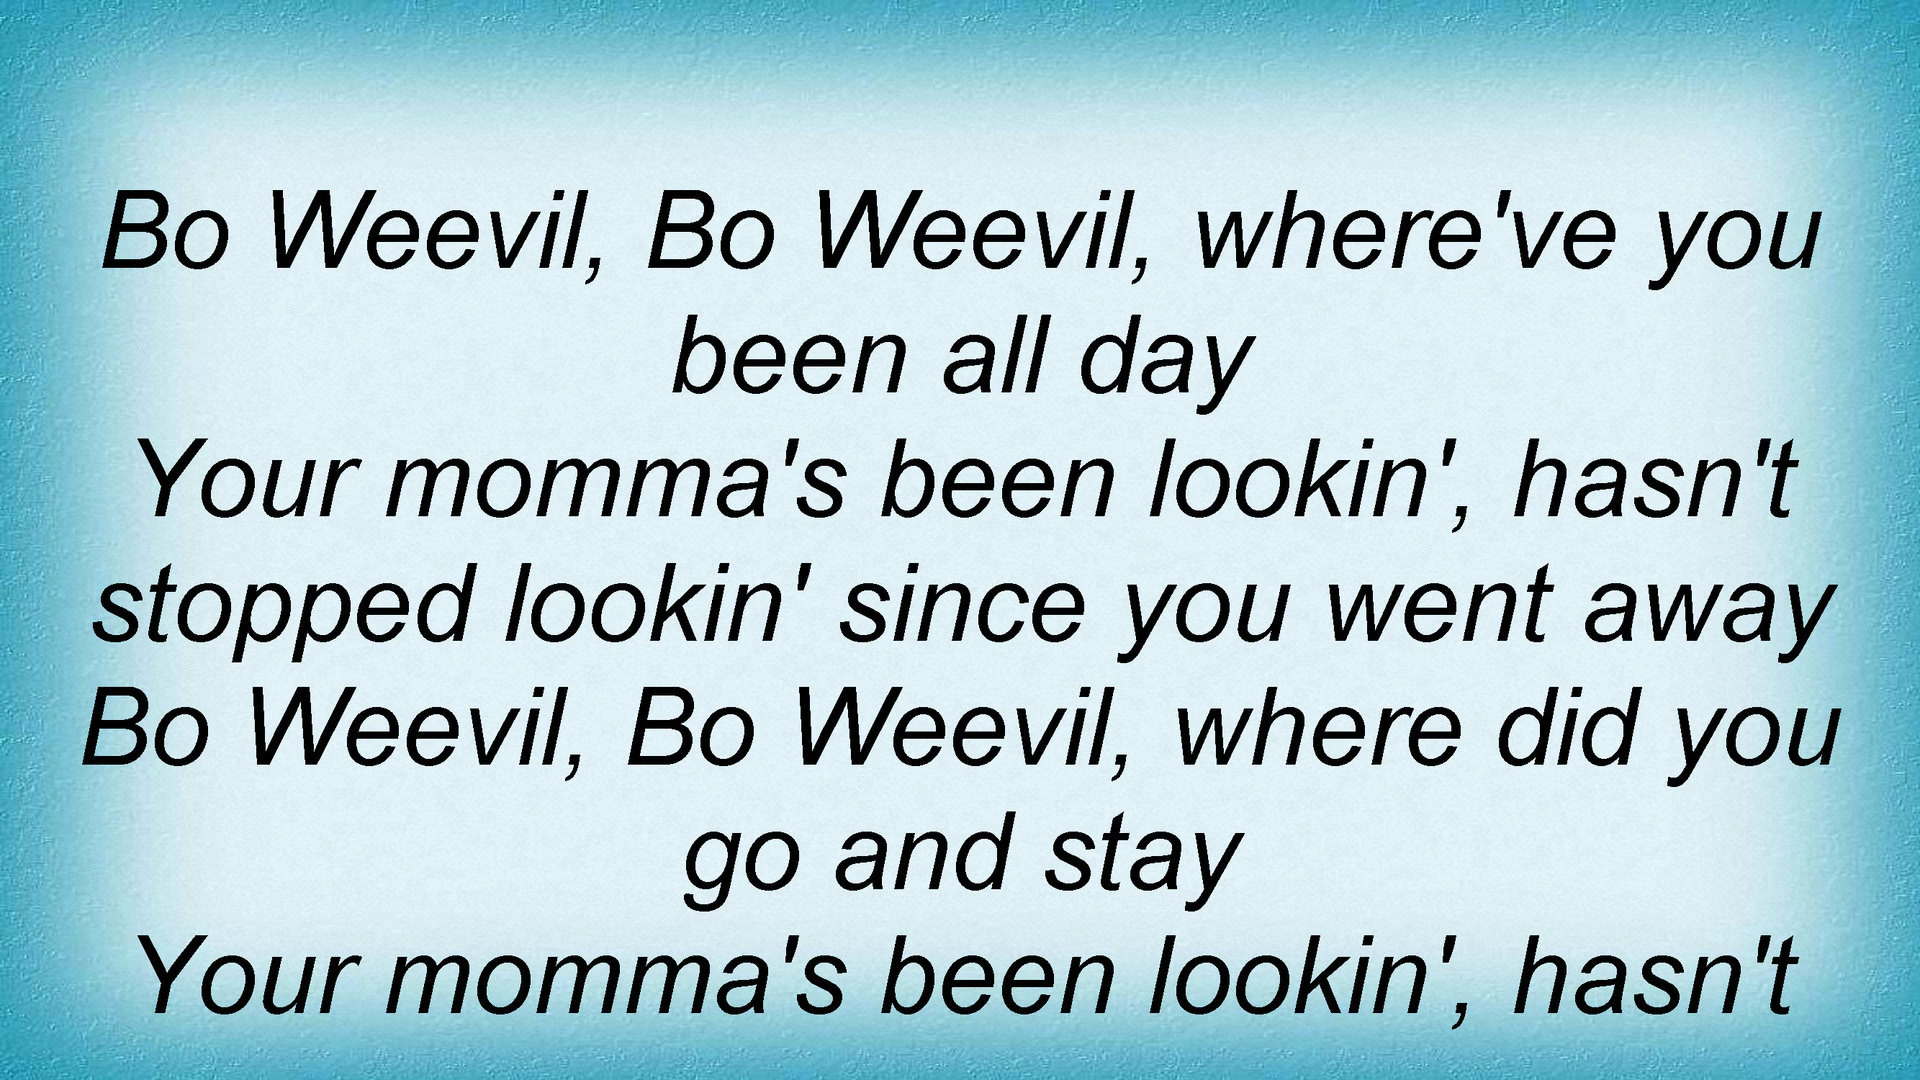 Bo Weevil, Bo Weevil, where've you
been all day
Your momma's been lookin', hasn't
stopped lookin' since you went away
Bo Weevil, Bo Weevil, where did you
go and stay
Your momma's been lookin', hasn't